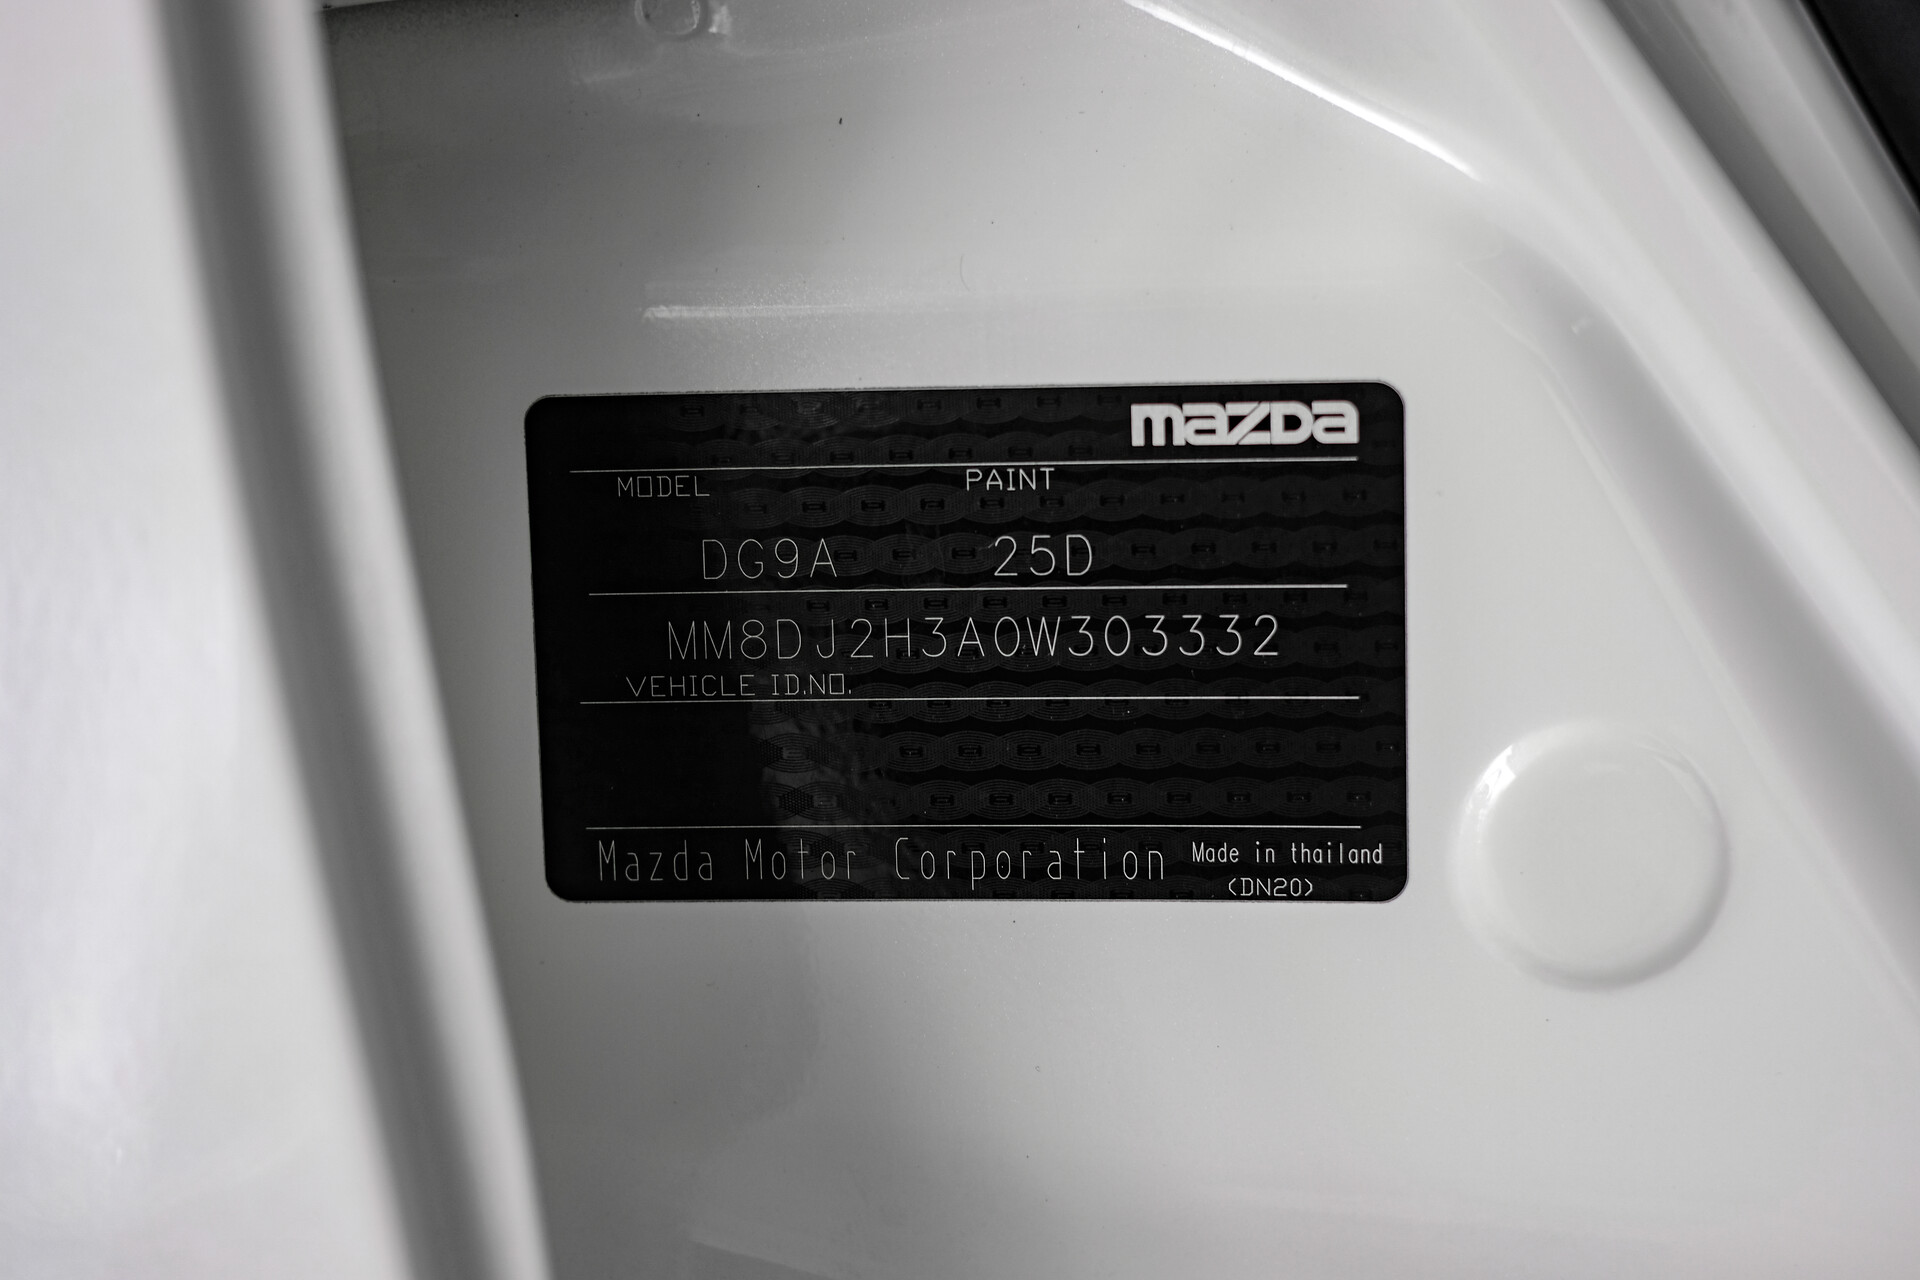 mazda
MODEL PAINT
DG9A 25D
MM8DJ2H3A0W303332
VEHICLE ID.NO.
Mazda Motor Corporation Made in thailand
(DN20)